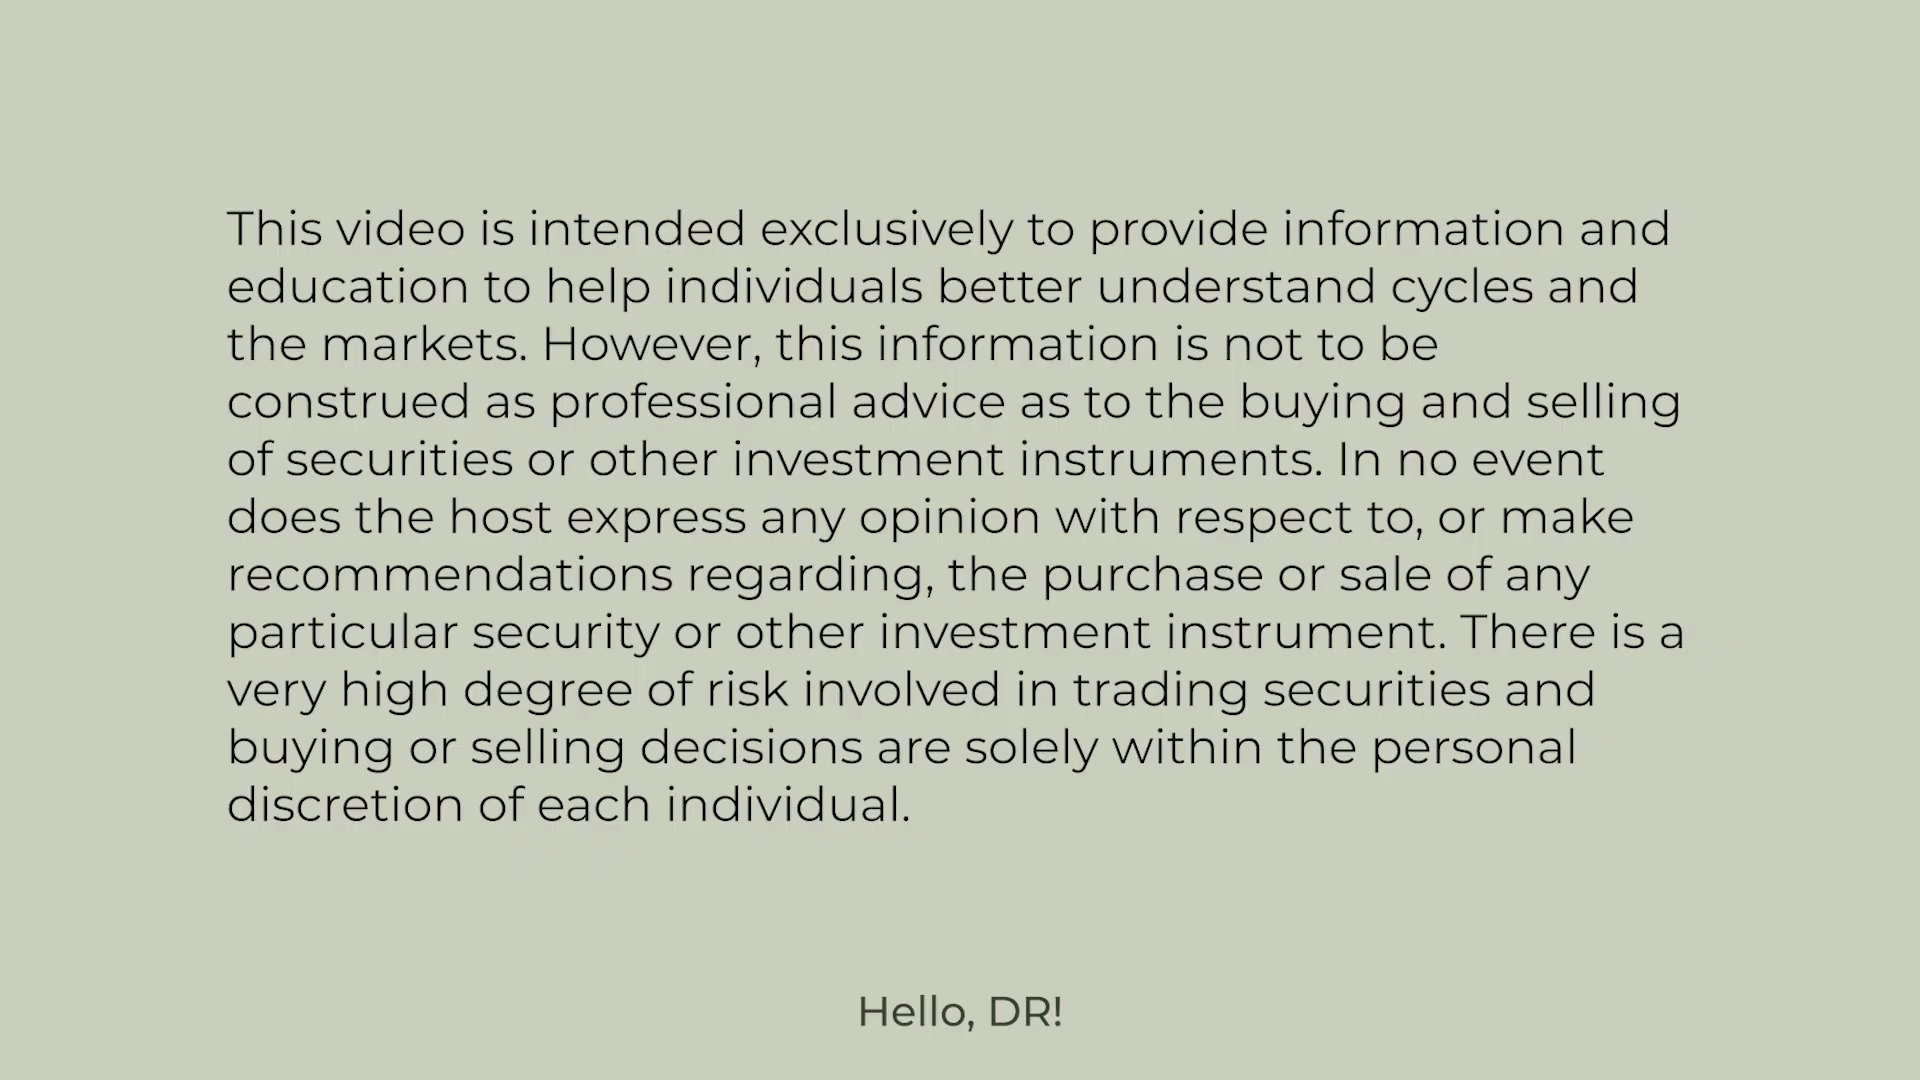 This video is intended exclusively to provide information and
education to help individuals better understand cycles and
the markets. However, this information is not to be
construed as professional advice as to the buying and selling
of securities or other investment instruments. In no event
does the host express any opinion with respect to, or make
recommendations regarding, the purchase or sale of any
particular security or other investment instrument. There is a
very high degree of risk involved in trading securities and
buying or selling decisions are solely within the personal
discretion of each individual.
Hello, DR!